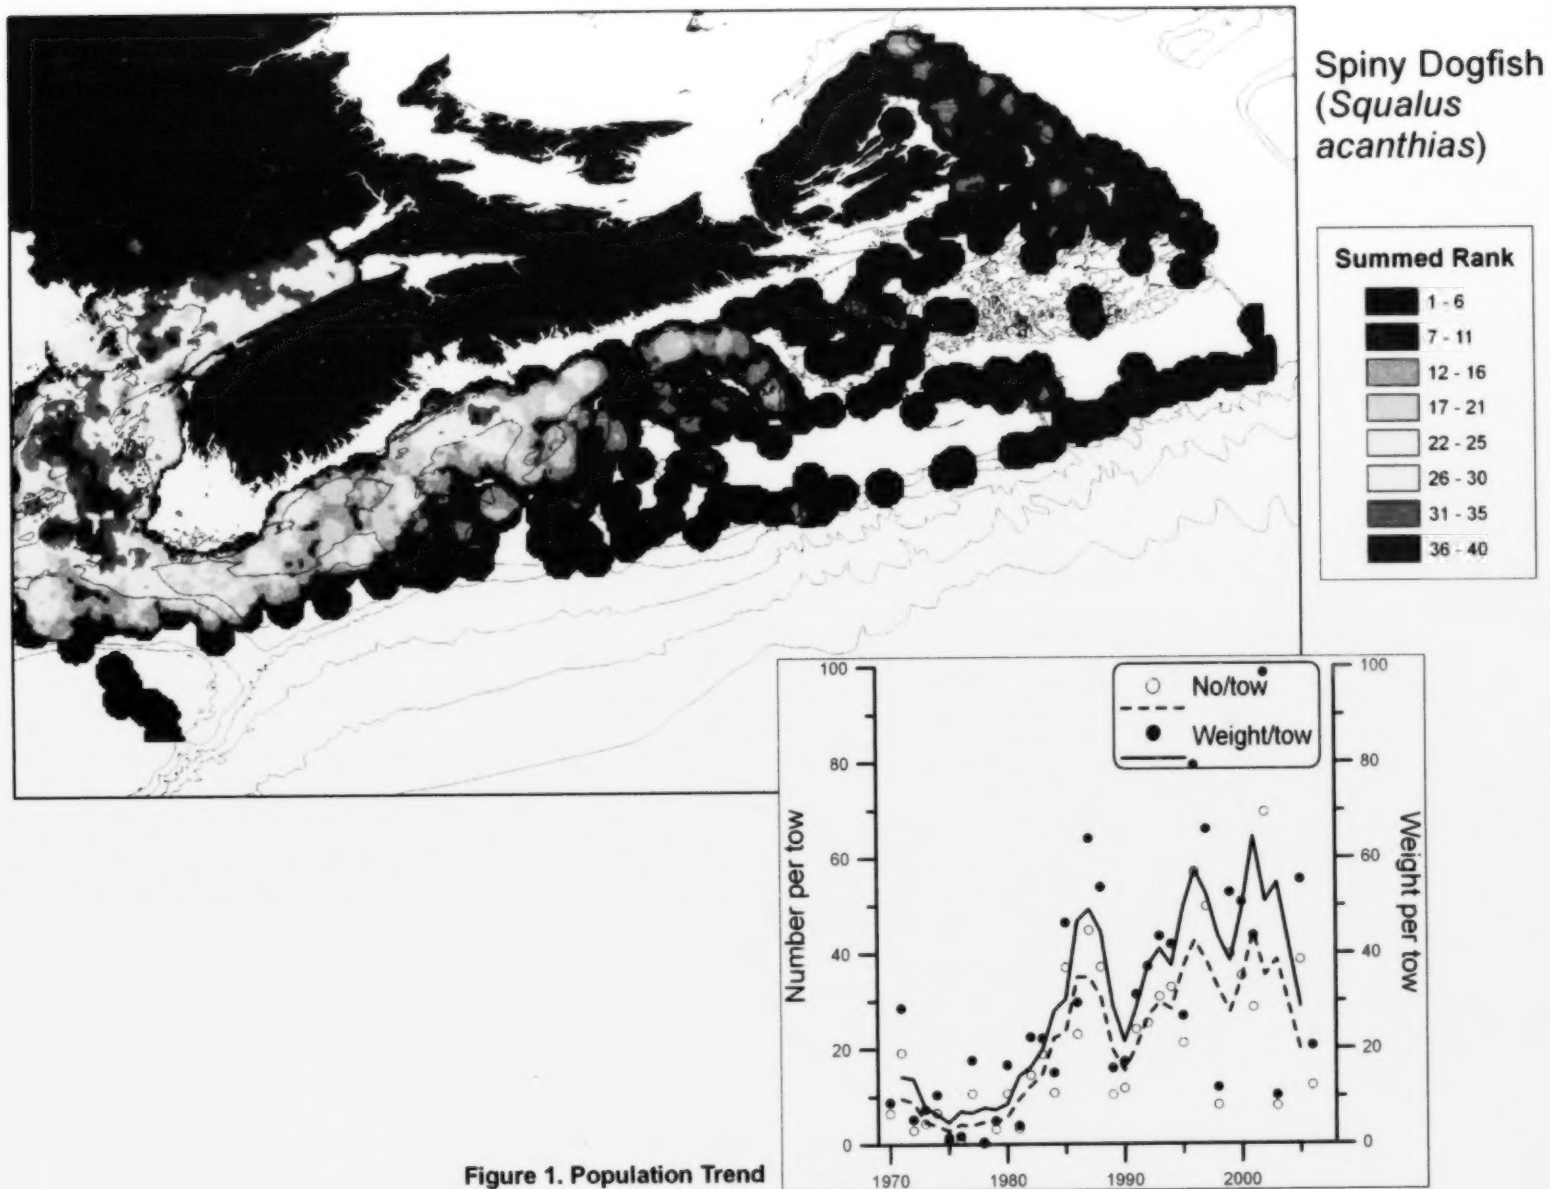 Spiny Dogfish
(Squalus
acanthias)
Summed Rank
1 - 6
7 - 11
12 - 16
17 - 21
22 - 25
26 - 30
31 - 35
36 - 40
No/tow
Weight/tow
Number per tow
100
80
60
40
20
0
Weight per tow
100
80
60
40
20
0
1970
1980
1990
2000
Figure 1. Population Trend